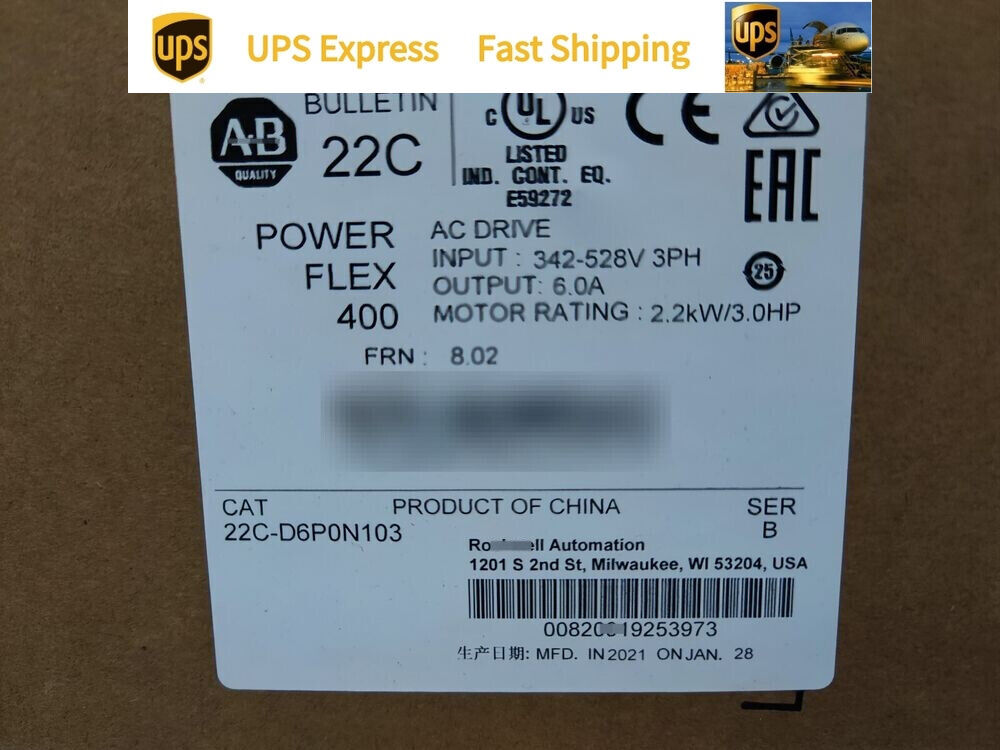 UPS Express Fast Shipping
ups
ups
BULLETIN
22C
A-B
QUALITY
C UL US
LISTED
IND. CONT. EQ.
E59272
CE
EAC
25
POWER
FLEX
400
AC DRIVE
INPUT : 342-528V 3PH
OUTPUT: 6.0A
MOTOR RATING : 2.2kW/3.0HP
FRN : 8.02
CAT
22C-D6P0N103
PRODUCT OF CHINA
SER
B
Automation
1201 S 2nd St, Milwaukee, WI 53204, USA
生产日期: MFD. IN 2021 ON JAN. 28